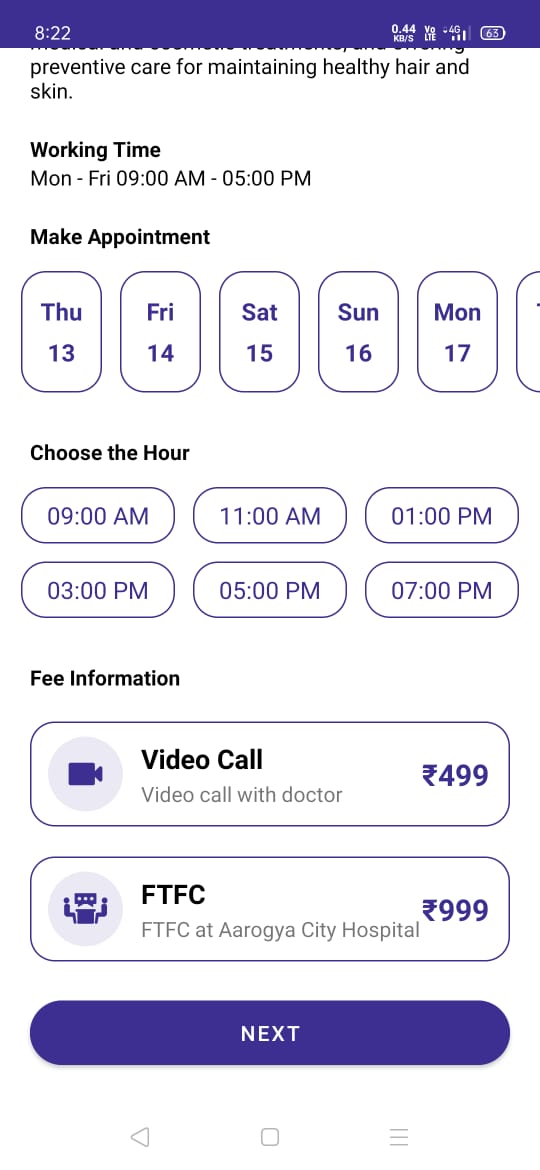 8:22
0.44 KB/S Vo LTE 4G 63
preventive care for maintaining healthy hair and
skin.
Working Time
Mon - Fri 09:00 AM - 05:00 PM
Make Appointment
Thu Fri Sat Sun Mon
13 14 15 16 17
Choose the Hour
09:00 AM 11:00 AM 01:00 PM
03:00 PM 05:00 PM 07:00 PM
Fee Information
Video Call
Video call with doctor
₹499
FTFC
FTFC at Aarogya City Hospital
₹999
NEXT